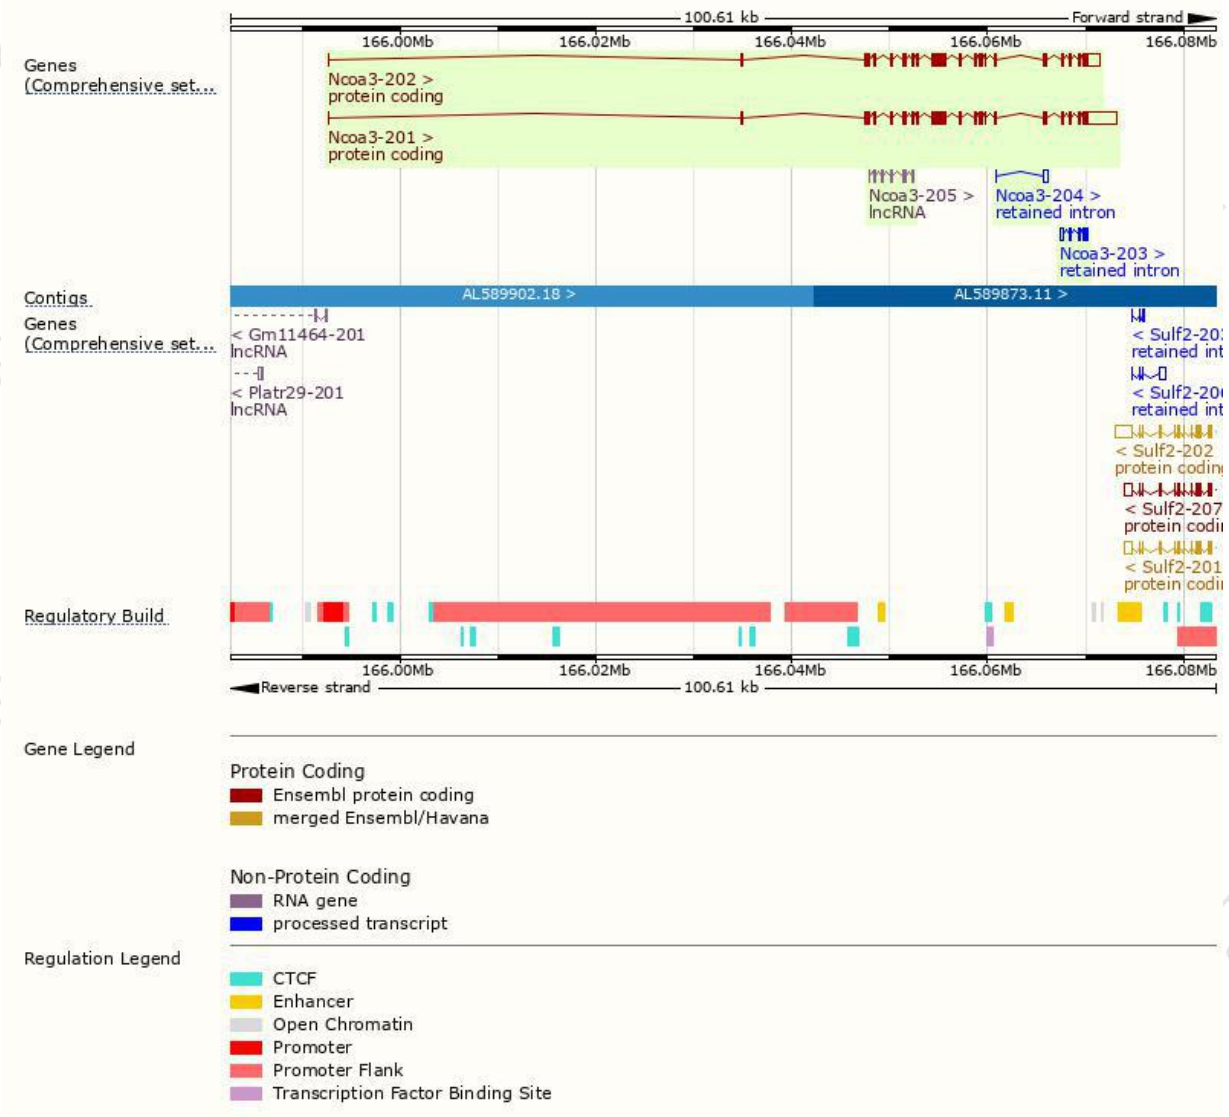 100.61 kb
Forward strand
166.00Mb 166.02Mb 166.04Mb 166.06Mb 166.08Mb
Genes
(Comprehensive set...
Ncoa3-202 >
protein coding
Ncoa3-201 >
protein coding
Ncoa3-205 >
lncRNA
Ncoa3-204 >
retained intron
Ncoa3-203 >
retained intron
Contigs
AL589902.18 >
AL589873.11 >
Genes
(Comprehensive set...
< Gm11464-201
lncRNA
< Platr29-201
lncRNA
< Sulf2-203
retained int
< Sulf2-206
retained int
< Sulf2-202
protein coding
< Sulf2-207
protein codi
< Sulf2-201
protein codi
Regulatory Build
166.00Mb 166.02Mb 166.04Mb 166.06Mb 166.08Mb
Reverse strand
100.61 kb
Gene Legend
Protein Coding
Ensembl protein coding
merged Ensembl/Havana
Non-Protein Coding
RNA gene
processed transcript
Regulation Legend
CTCF
Enhancer
Open Chromatin
Promoter
Promoter Flank
Transcription Factor Binding Site